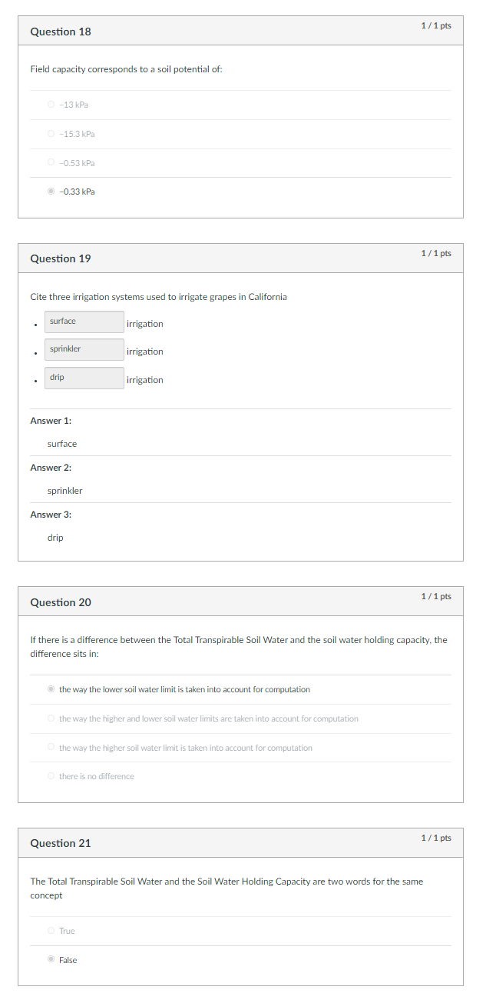 Question 18
1 / 1 pts
Field capacity corresponds to a soil potential of:
−13 kPa
−15.3 kPa
−0.53 kPa
−0.33 kPa
Question 19
1 / 1 pts
Cite three irrigation systems used to irrigate grapes in California
• surface irrigation
• sprinkler irrigation
• drip irrigation
Answer 1:
surface
Answer 2:
sprinkler
Answer 3:
drip
Question 20
1 / 1 pts
If there is a difference between the Total Transpirable Soil Water and the soil water holding capacity, the
difference sits in:
the way the lower soil water limit is taken into account for computation
the way the higher and lower soil water limits are taken into account for computation
the way the higher soil water limit is taken into account for computation
there is no difference
Question 21
1 / 1 pts
The Total Transpirable Soil Water and the Soil Water Holding Capacity are two words for the same
concept
True
False